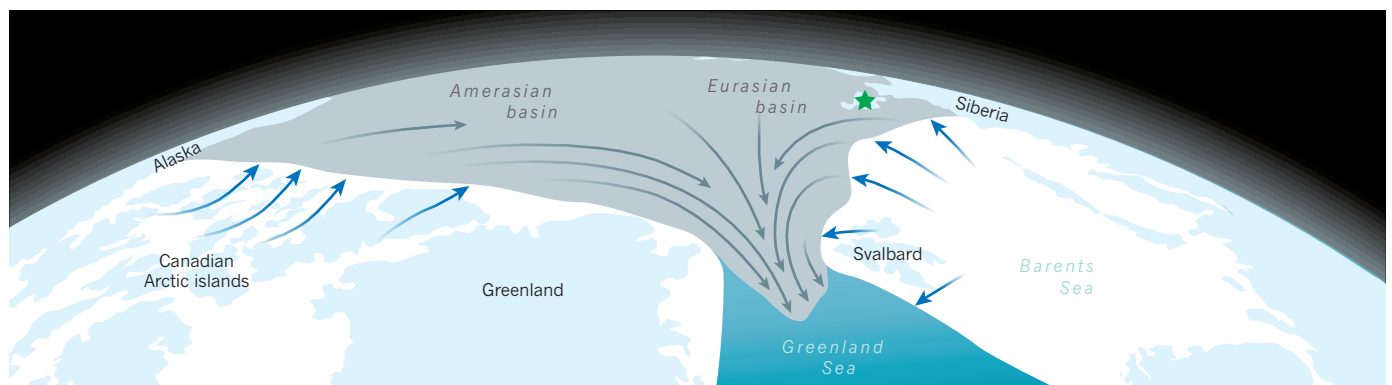 Amerasian
basin
Eurasian
basin
Siberia
Alaska
Canadian
Arctic islands
Greenland
Svalbard
Barents
Sea
Greenland
Sea